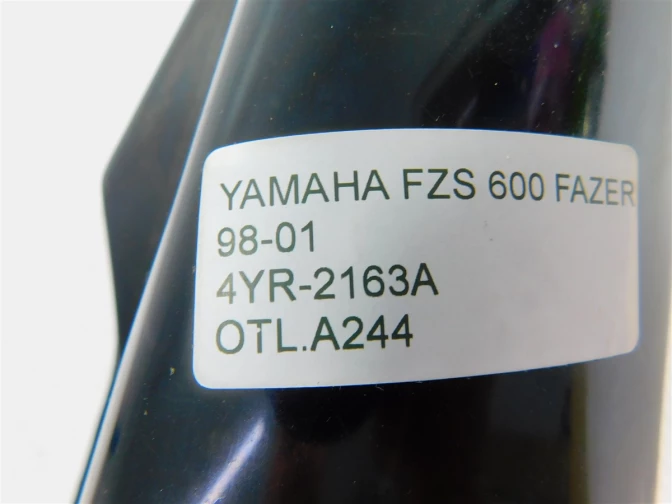 YAMAHA FZS 600 FAZER
98-01
4YR-2163A
OTL.A244